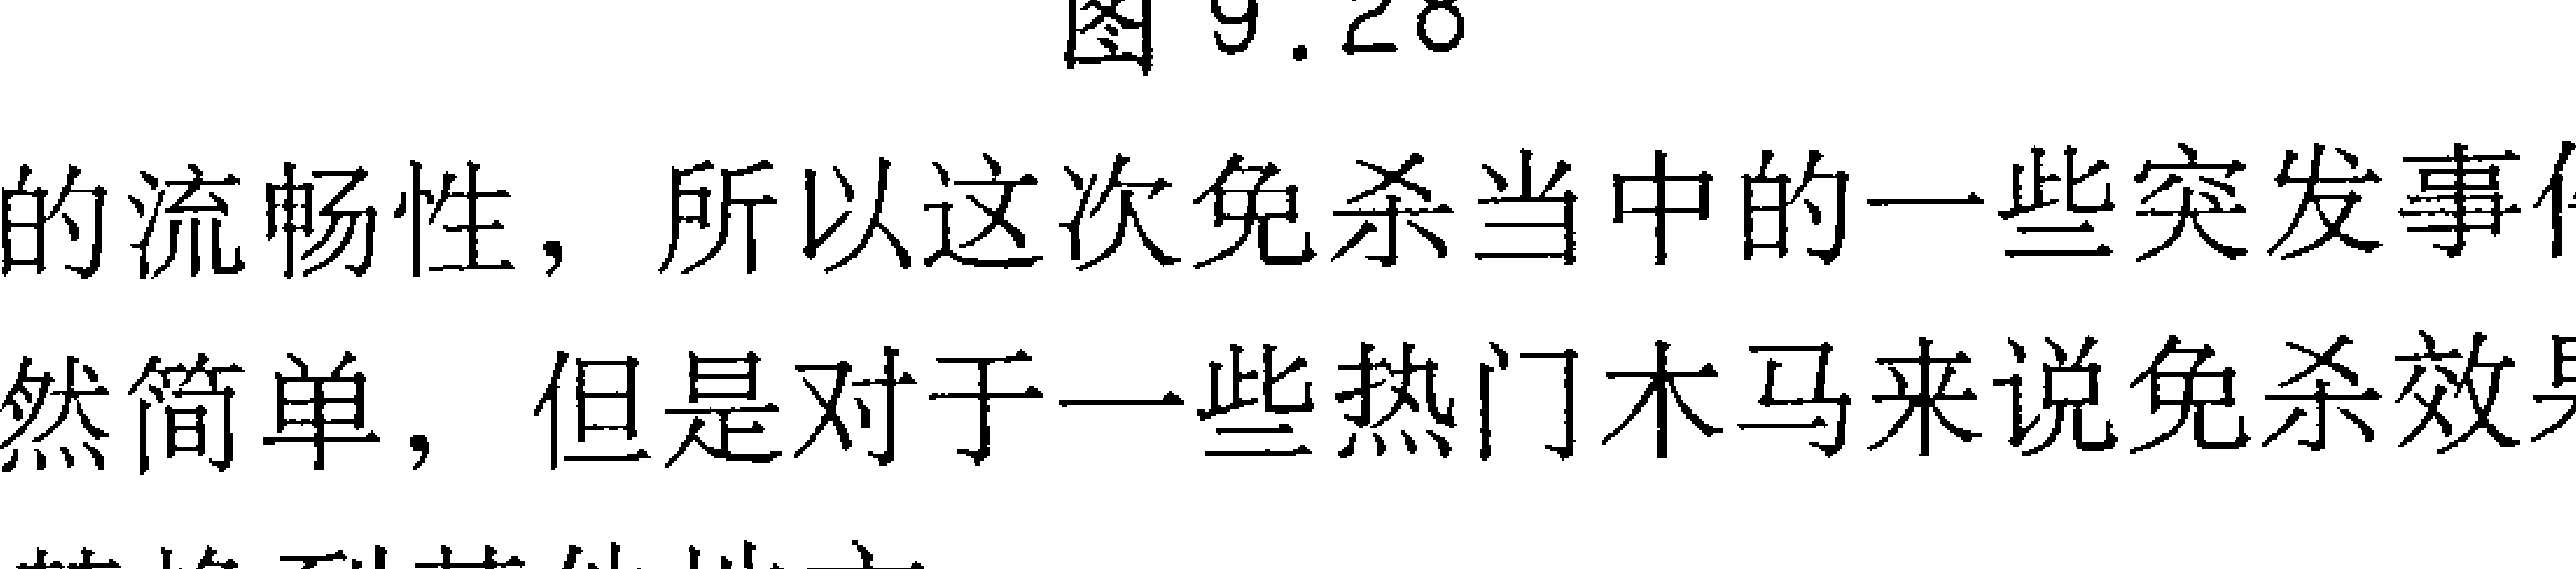 图 9.28
的流畅性，所以这次免杀当中的一些突发事
然简单，但是对于一些热门木马来说免杀效果